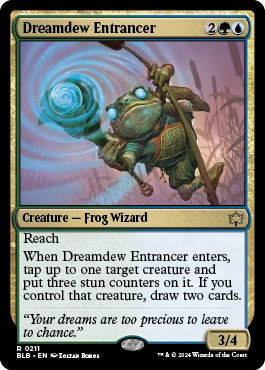 Dreamdew Entrancer 2
Creature — Frog Wizard
Reach
When Dreamdew Entrancer enters,
tap up to one target creature and
put three stun counters on it. If you
control that creature, draw two cards.
“Your dreams are too precious to leave
to chance.”
3/4
R 0211
BLB • EN Zoltan Boros
™ & © 2024 Wizards of the Coast